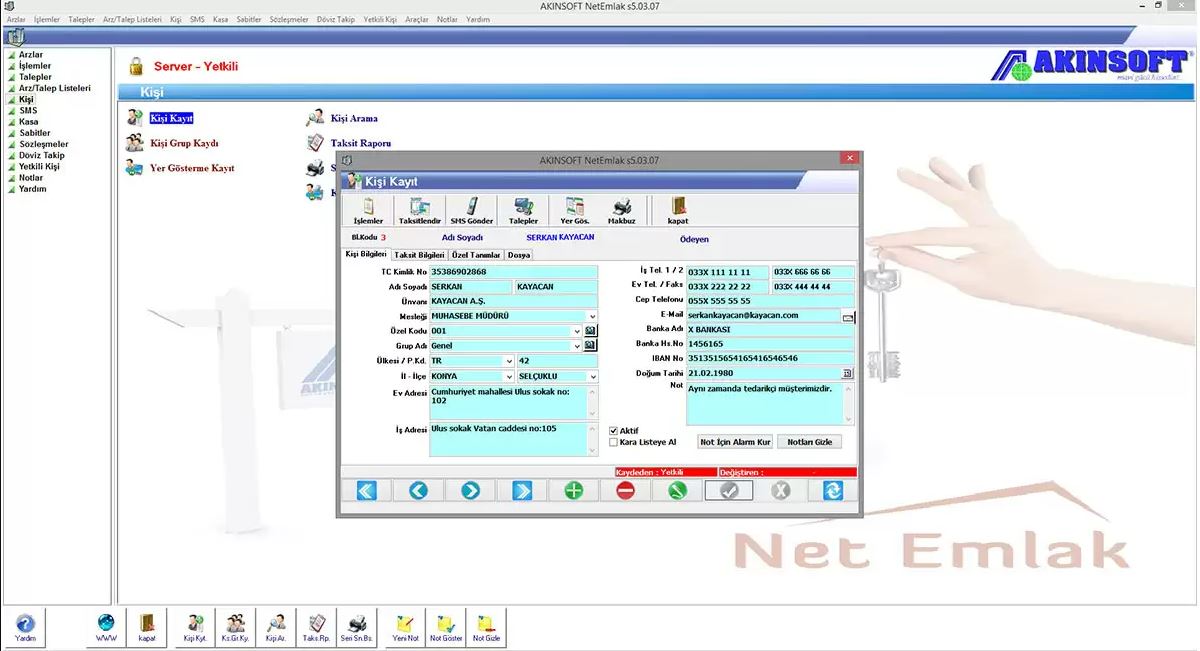 AKINSOFT NetEmlak s5.03.07
Arzlar İşlemler Talepler Arz/Talep Listeleri Kişi SMS Kasa Sabitler Sözleşmeler Döviz Takip Yetkili Kişi Araçlar Notlar Yardım
Arzlar
İşlemler
Talepler
Arz/Talep Listeleri
Kişi
SMS
Kasa
Sabitler
Sözleşmeler
Döviz Takip
Yetkili Kişi
Notlar
Yardım
Server - Yetkili
AKINSOFT
Kişi
Kişi Kayıt
Kişi Arama
Kişi Grup Kaydı
Taksit Raporu
Yer Gösterme Kayıt
AKINSOFT NetEmlak s5.03.07
Kişi Kayıt
İşlemler Taksitlendir SMS Gönder Talepler Yer Gös. Makbuz kapat
BLKodu 3 Adı Soyadı SERKAN KAYACAN Ödeyen
Kişi Bilgileri Taksit Bilgileri Özel Tanımlar Dosya
TC Kimlik No 35386902868
Adı Soyadı SERKAN KAYACAN
Ünvanı KAYACAN A.Ş.
Mesleği MUHASEBE MÜDÜRÜ
Özel Kodu 001
Grup Adı Genel
Ülkesi / P.Kd. TR 42
İl - İlçe KONYA SELÇUKLU
Ev Adresi Cumhuriyet mahallesi Ulus sokak no:
102
İş Adresi Ulus sokak Vatan caddesi no:105
İş Tel. 1 / 2 033X 111 11 11 033X 666 66 66
Ev Tel. / Faks 033X 222 22 22 033X 444 44 44
Cep Telefonu 055X 555 55 55
E-Mail serkankayacan@kayacan.com
Banka Adı X BANKASI
Banka Hs.No 1456165
IBAN No 3513515654165416546546
Doğum Tarihi 21.02.1980
Not Aynı zamanda tedarikçi müşterimizdir.
Aktif
Kara Listeye Al
Not İçin Alarm Kur Notları Gizle
Kaydeden : Yetkili Değiştiren : -
AKIN
Net Emlak
Yardım WWW kapat Kişi Kyt. Ks.Gr.Ky. Kişi Ar. Taks.Rp. Seri Sn.Bs. Yeni Not Not Göster Not Gizle